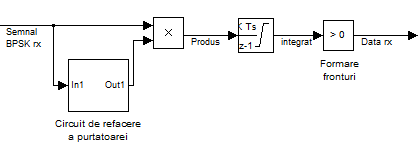 Semnal
BPSK rx
In1
Out1
Circuit de refacere
a purtatoarei
×
Produs
K Ts
z-1
integrat
> 0
Formare
fronturi
Data rx